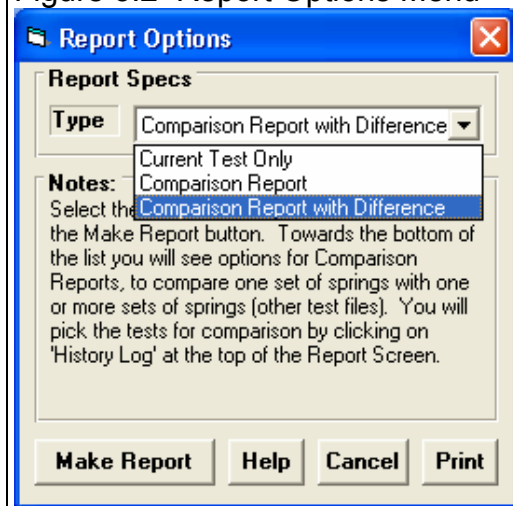 Figure 3.2 Report Options Menu
Report Options
Report Specs
Type
Comparison Report with Difference
Current Test Only
Comparison Report
Comparison Report with Difference
Notes:
Select the
the Make Report button. Towards the bottom of
the list you will see options for Comparison
Reports, to compare one set of springs with one
or more sets of springs (other test files). You will
pick the tests for comparison by clicking on
'History Log' at the top of the Report Screen.
Make Report
Help
Cancel
Print